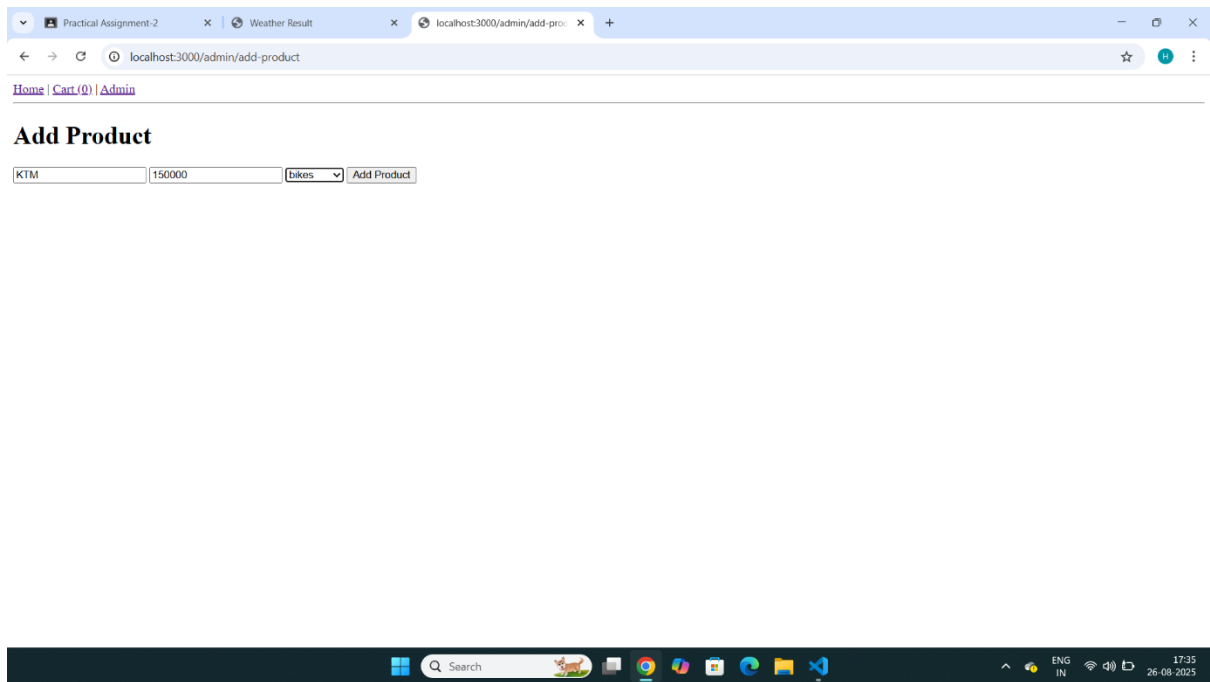 Practical Assignment-2
Weather Result
localhost:3000/admin/add-proc
localhost:3000/admin/add-product
H
Home | Cart (0) | Admin
Add Product
KTM 150000 bikes Add Product
Search
ENG
IN
17:35
26-08-2025